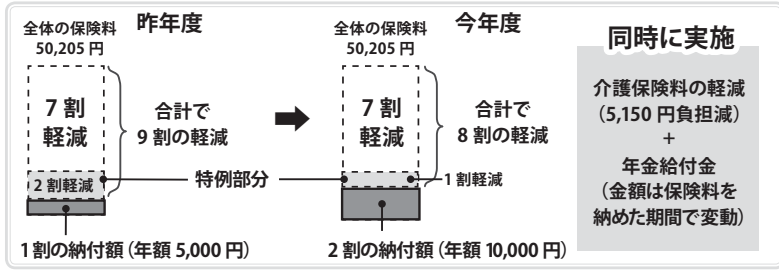 昨年度
全体の保険料
50,205 円
7 割
軽減
合計で
9 割の軽減
2 割軽減
特例部分
1 割の納付額（年額 5,000 円）
今年度
全体の保険料
50,205 円
7 割
軽減
合計で
8 割の軽減
1 割軽減
2 割の納付額（年額 10,000 円）
同時に実施
介護保険料の軽減
（5,150 円負担減）
+
年金給付金
（金額は保険料を
納めた期間で変動）